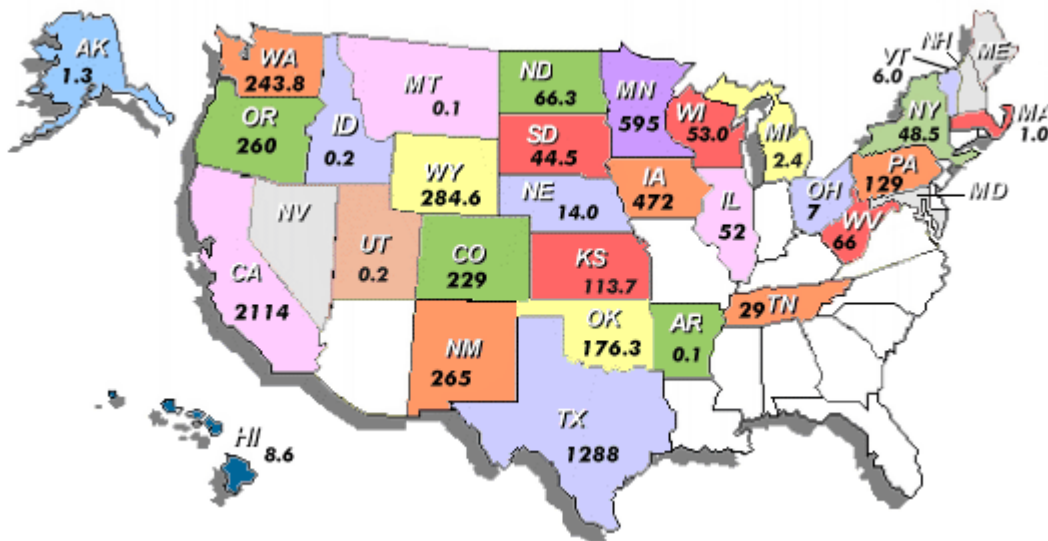 AK
1.3
WA
243.8
OR
260
ID
0.2
MT
0.1
ND
66.3
MN
595
WI
53.0
MI
2.4
VT
6.0
NH
ME
NY
48.5
MA
1.0
SD
44.5
WY
284.6
IA
472
NE
14.0
IL
52
OH
7
PA
129
MD
WV
66
NV
UT
0.2
CO
229
KS
113.7
CA
2114
NM
265
OK
176.3
AR
0.1
29 TN
TX
1288
HI
8.6